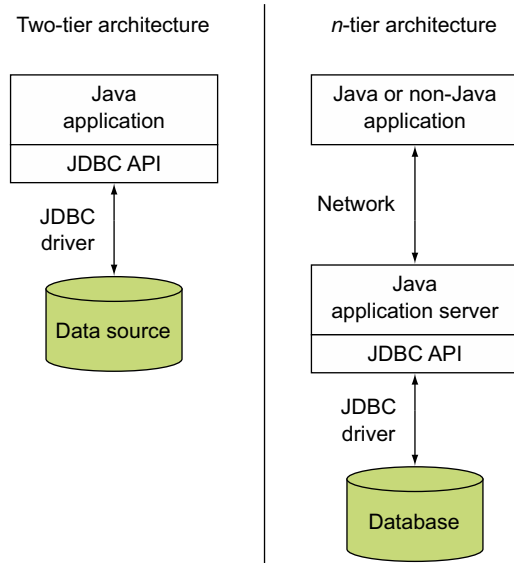 Two-tier architecture
Java
application
JDBC API
JDBC
driver
Data source
n-tier architecture
Java or non-Java
application
Network
Java
application server
JDBC API
JDBC
driver
Database